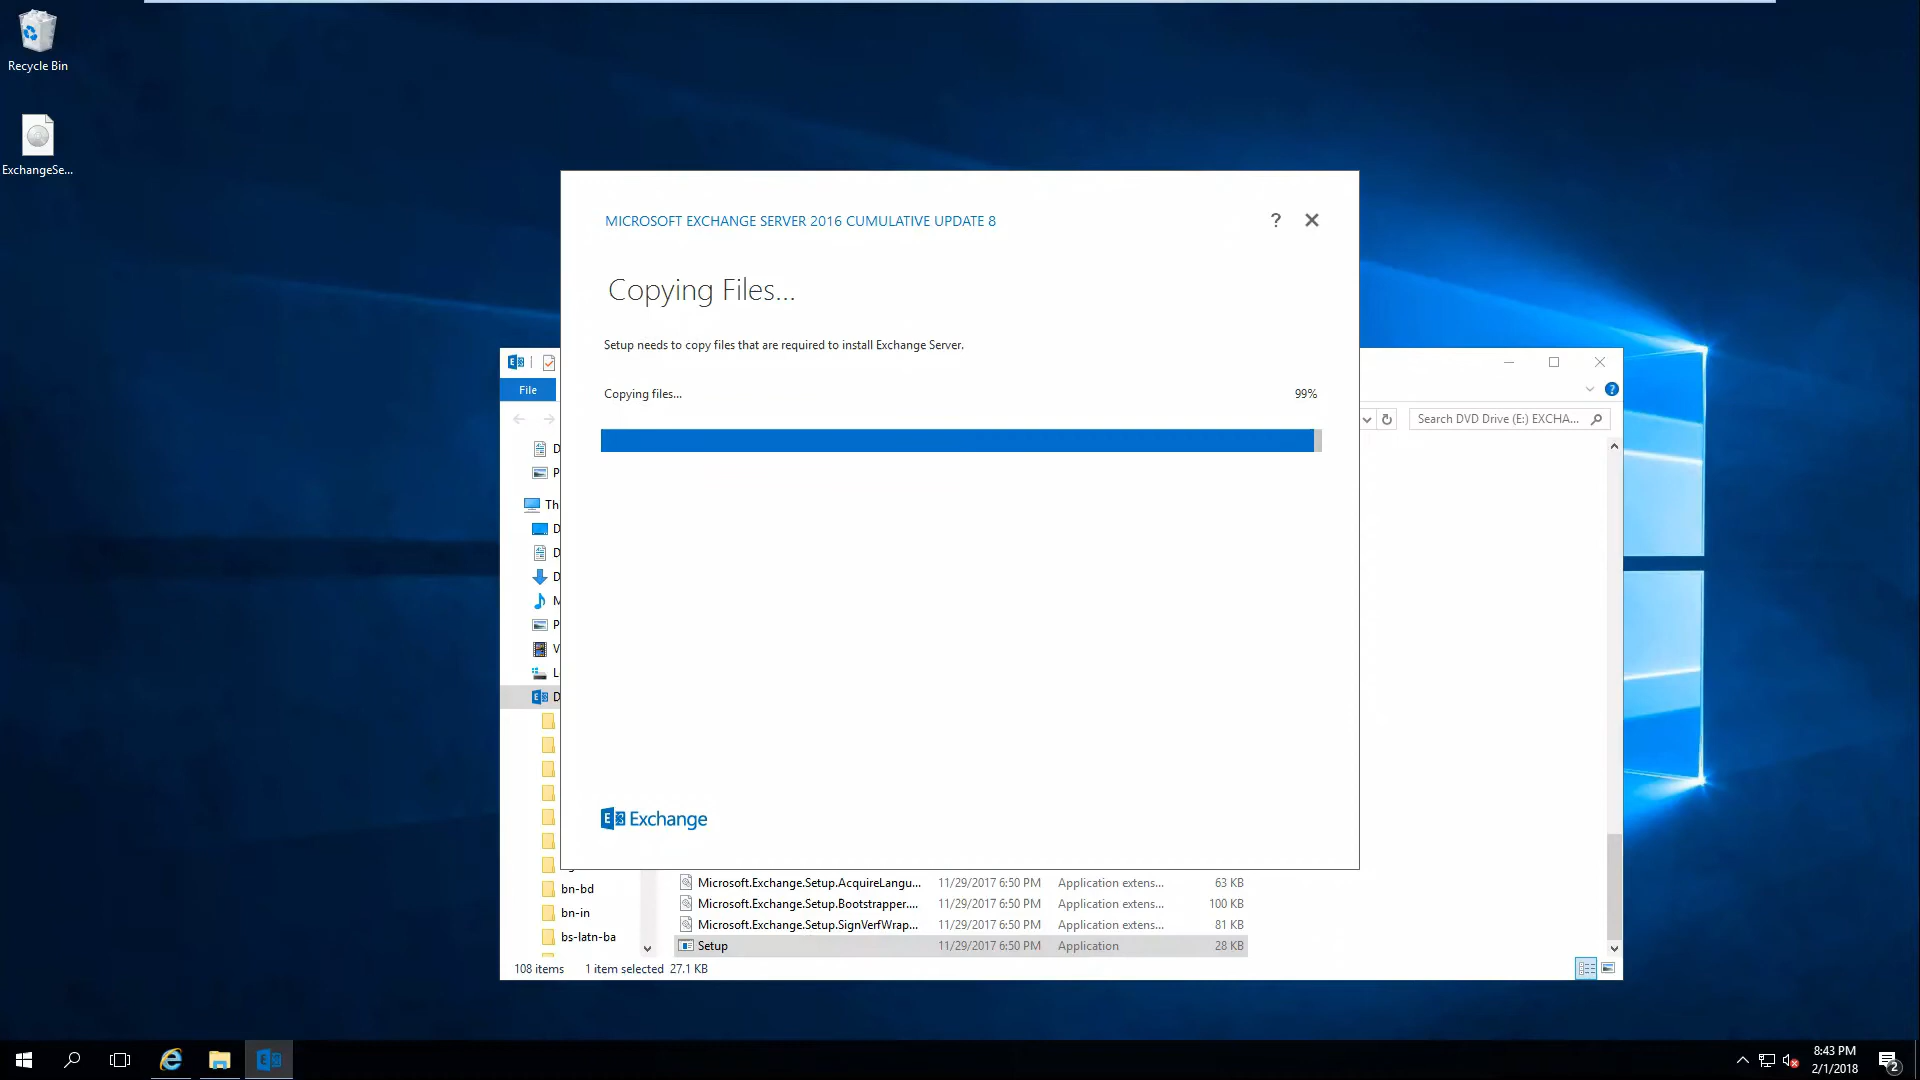 Recycle Bin
ExchangeSe...
MICROSOFT EXCHANGE SERVER 2016 CUMULATIVE UPDATE 8
?
Copying Files...
Setup needs to copy files that are required to install Exchange Server.
Copying files...
99%
Exchange
File
Search DVD Drive (E:) EXCHA...
D
P
Th
D
D
D
M
P
V
L
D
bn-bd
bn-in
bs-latn-ba
Microsoft.Exchange.Setup.AcquireLangu... 11/29/2017 6:50 PM Application extens... 63 KB
Microsoft.Exchange.Setup.Bootstrapper.... 11/29/2017 6:50 PM Application extens... 100 KB
Microsoft.Exchange.Setup.SignVerfWrap... 11/29/2017 6:50 PM Application extens... 81 KB
Setup 11/29/2017 6:50 PM Application 28 KB
108 items 1 item selected 27.1 KB
8:43 PM
2/1/2018
2